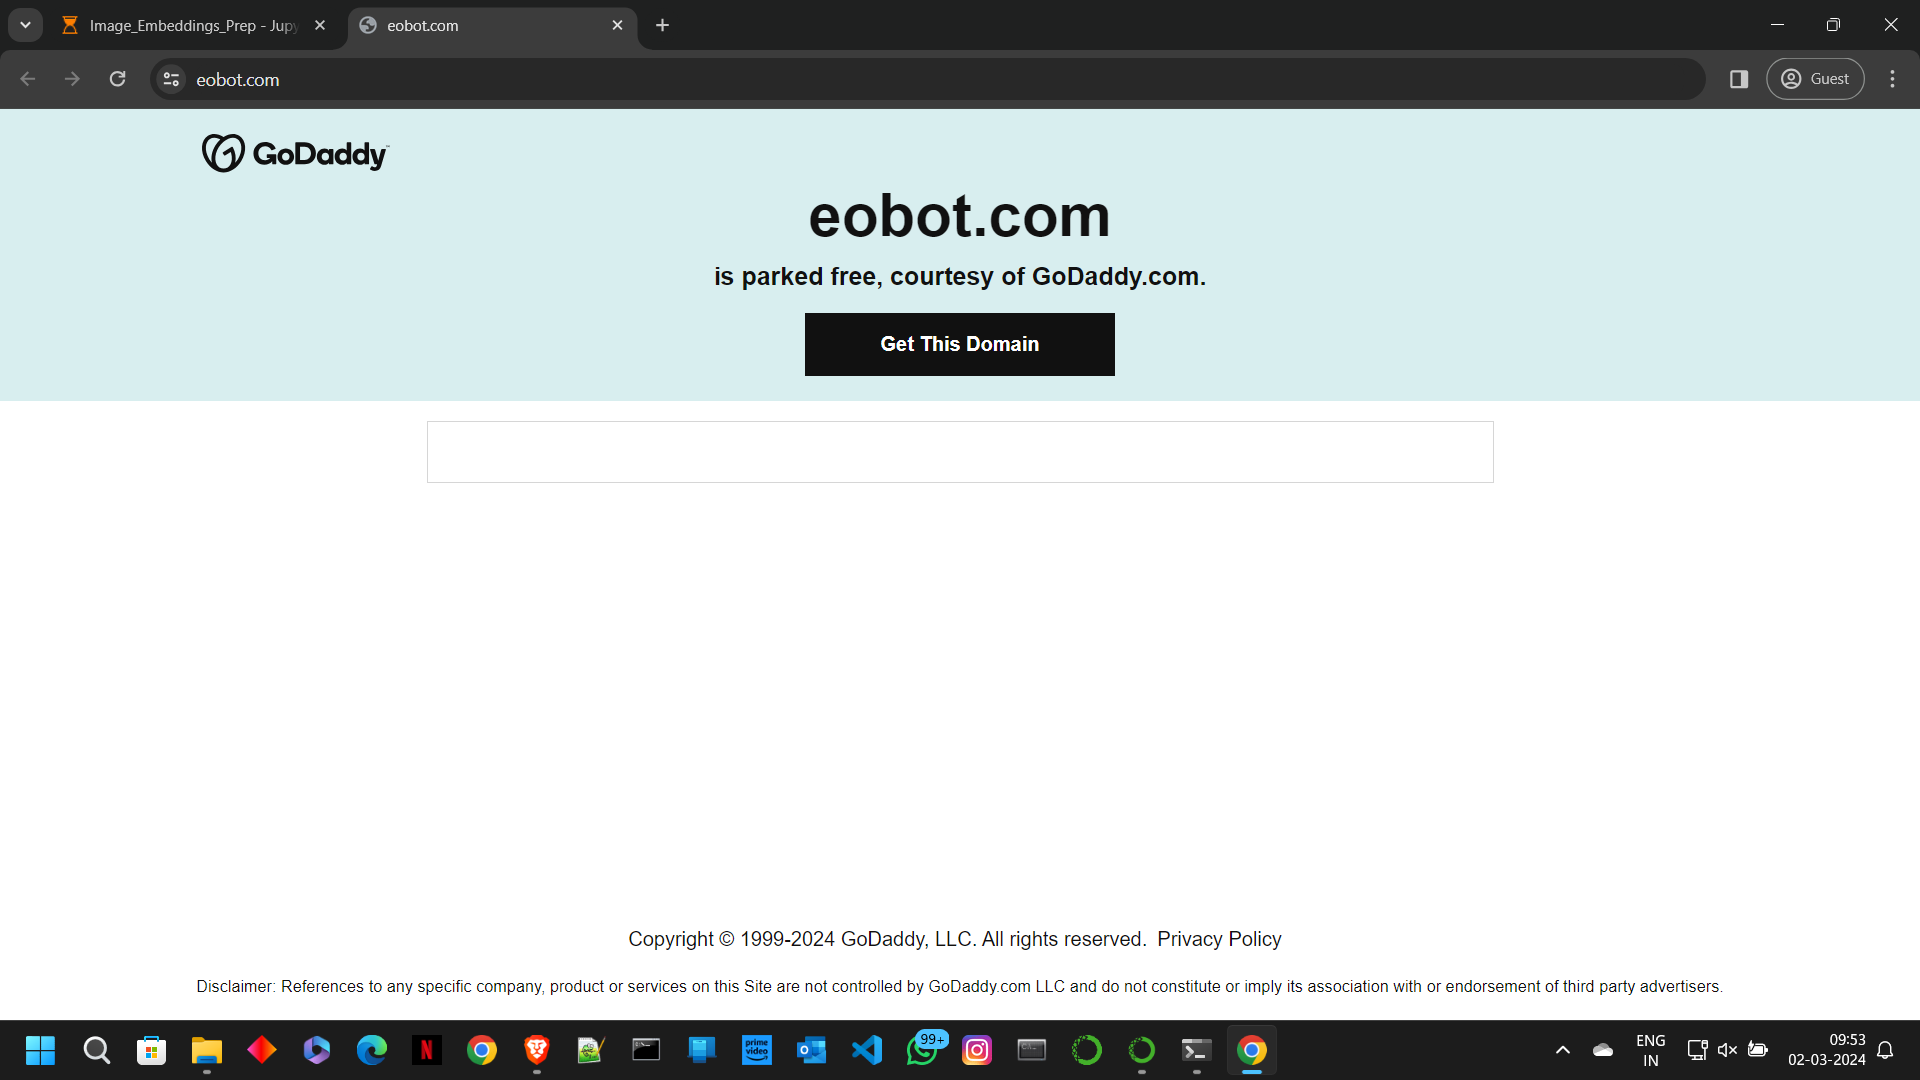 Image_Embeddings_Prep - Jupy
eobot.com
eobot.com
Guest
GoDaddy
eobot.com
is parked free, courtesy of GoDaddy.com.
Get This Domain
Copyright © 1999-2024 GoDaddy, LLC. All rights reserved. Privacy Policy
Disclaimer: References to any specific company, product or services on this Site are not controlled by GoDaddy.com LLC and do not constitute or imply its association with or endorsement of third party advertisers.
N
prime
video
99+
ENG
IN
09:53
02-03-2024